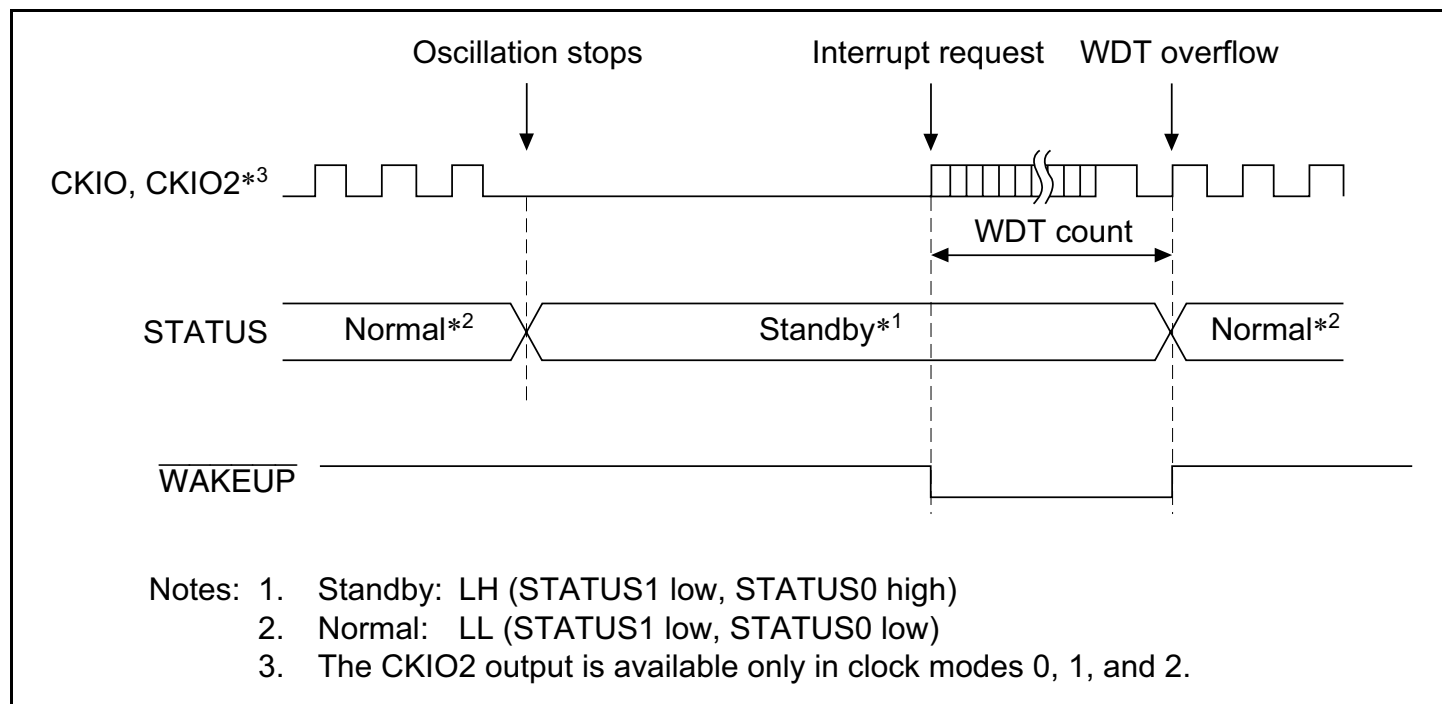 Oscillation stops
Interrupt request
WDT overflow
CKIO, CKIO2*3
WDT count
STATUS
Normal*2
Standby*1
Normal*2
WAKEUP
Notes: 1. Standby: LH (STATUS1 low, STATUS0 high)
2. Normal: LL (STATUS1 low, STATUS0 low)
3. The CKIO2 output is available only in clock modes 0, 1, and 2.